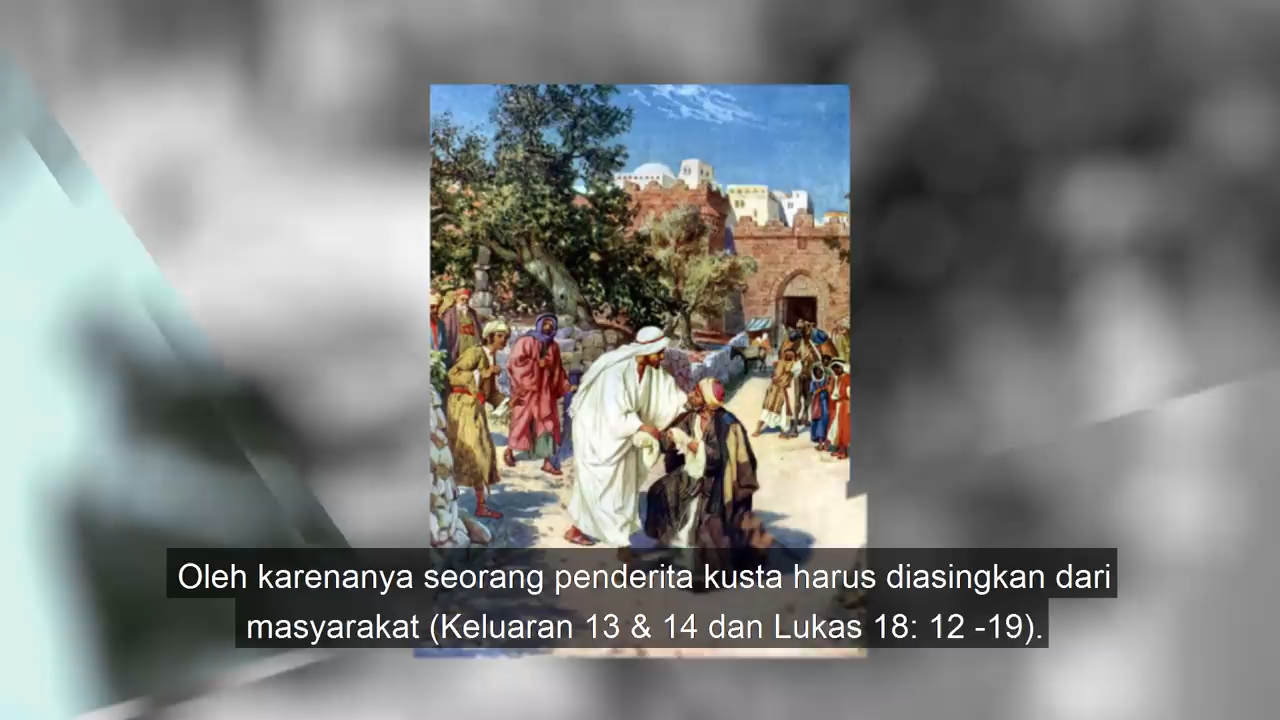 Oleh karenanya seorang penderita kusta harus diasingkan dari
masyarakat (Keluaran 13 & 14 dan Lukas 18: 12 -19).